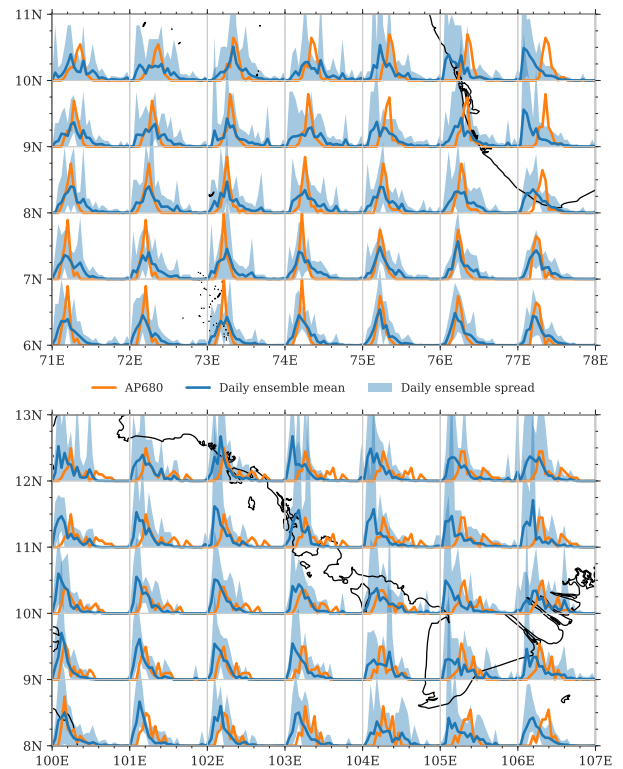 11N
10N
9N
8N
7N
6N
71E 72E 73E 74E 75E 76E 77E 78E
AP680 Daily ensemble mean Daily ensemble spread
13N
12N
11N
10N
9N
8N
100E 101E 102E 103E 104E 105E 106E 107E